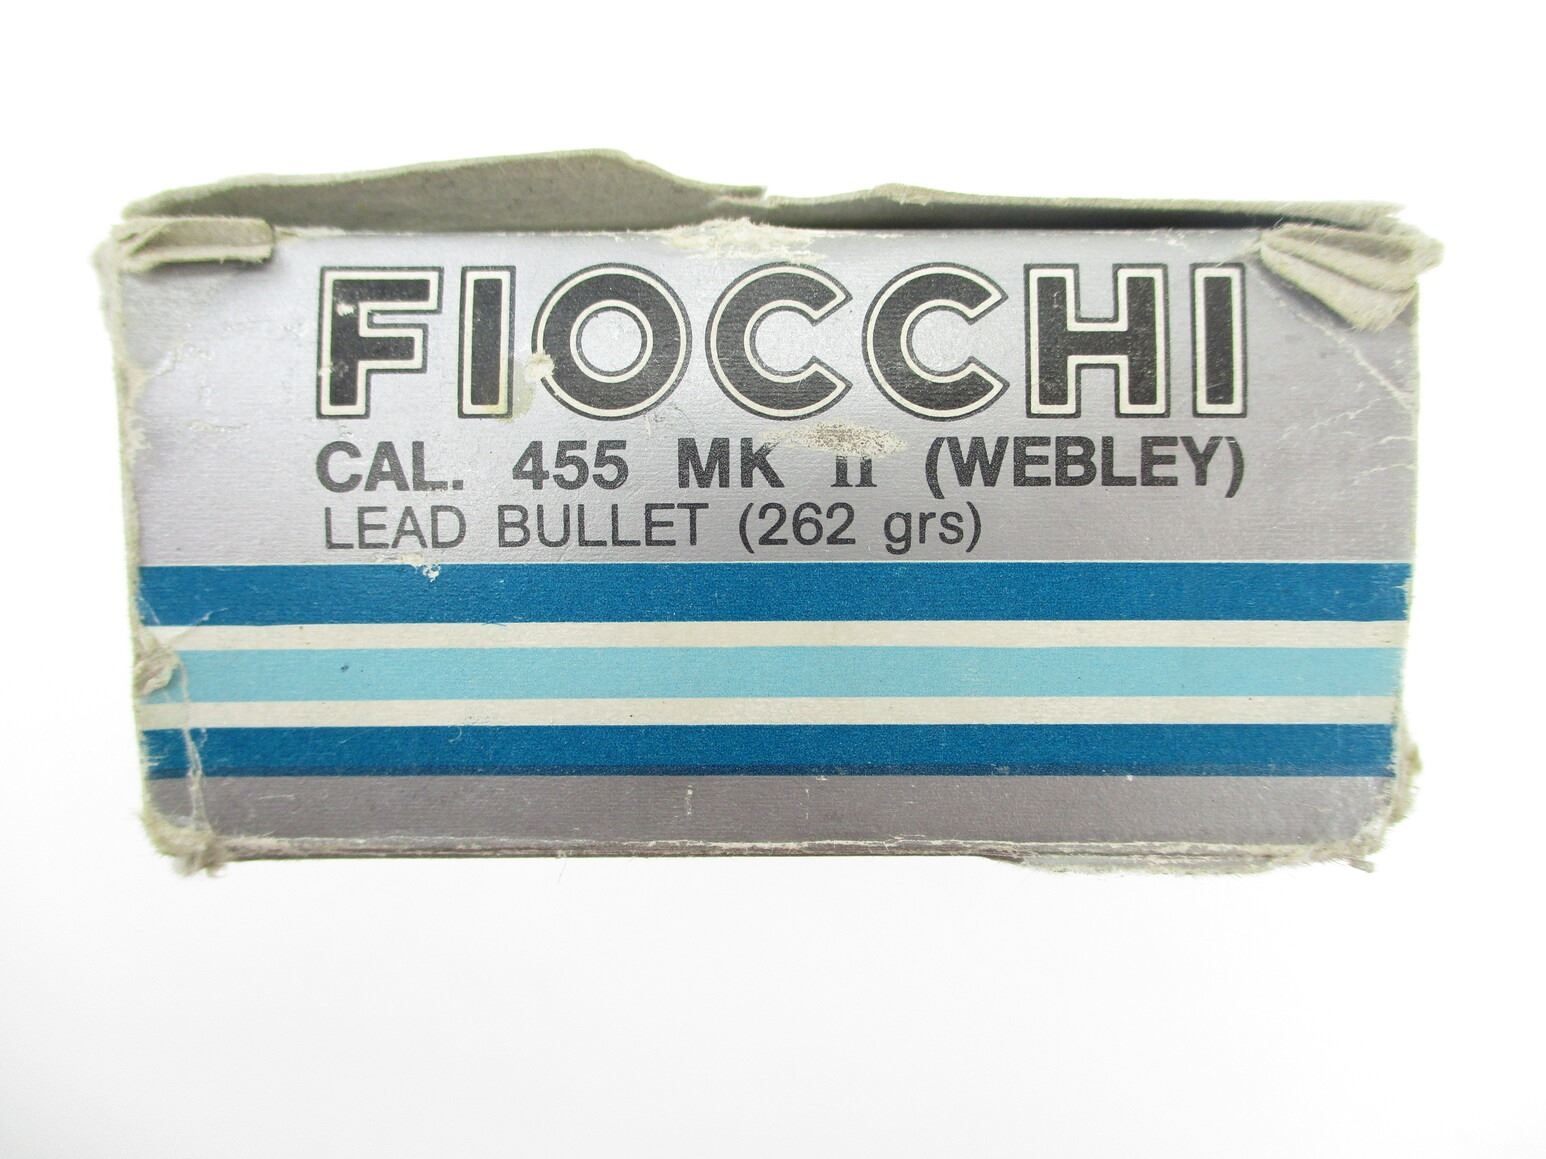 FIOCCHI
CAL. 455 MK II (WEBLEY)
LEAD BULLET (262 grs)